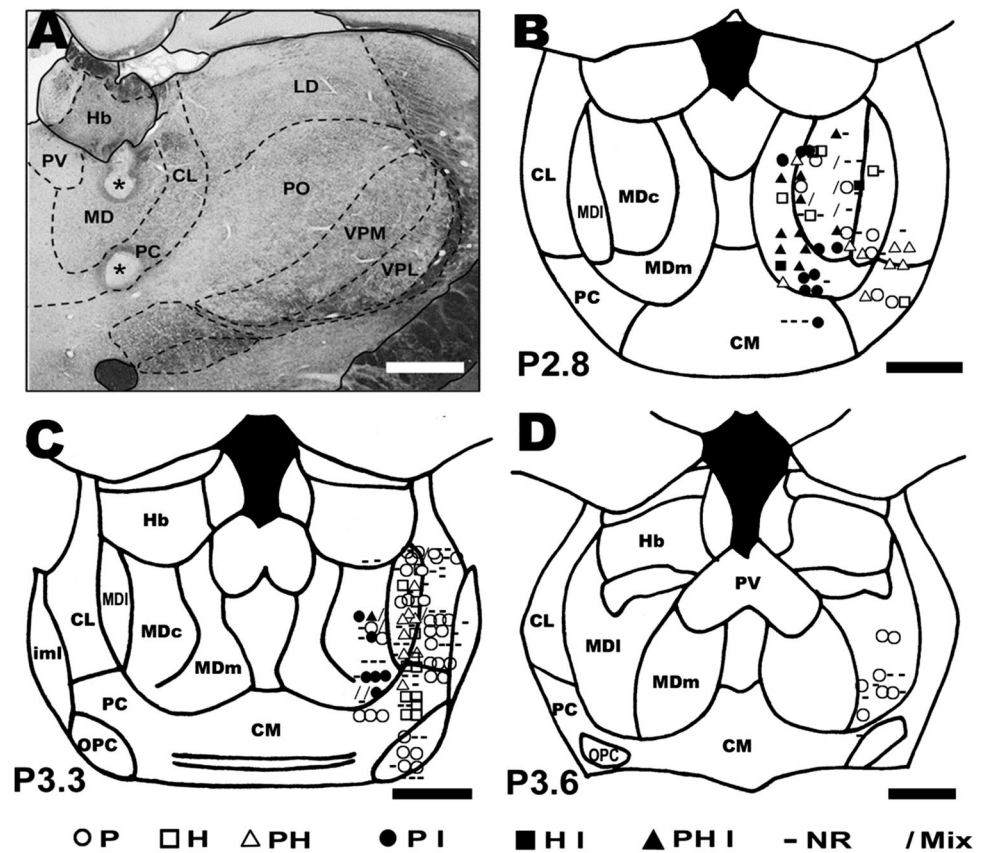 A
Hb
LD
PV
CL
PO
MD
PC
VPM
VPL
*
*
B
CL
MDl
MDc
MDm
PC
CM
P2.8
C
Hb
CL
MDl
MDc
iml
MDm
PC
CM
OPC
P3.3
D
Hb
PV
CL
MDl
MDm
PC
CM
OPC
P3.6
○ P □ H △ PH ● P I ■ H I ▲ PH I - NR / Mix